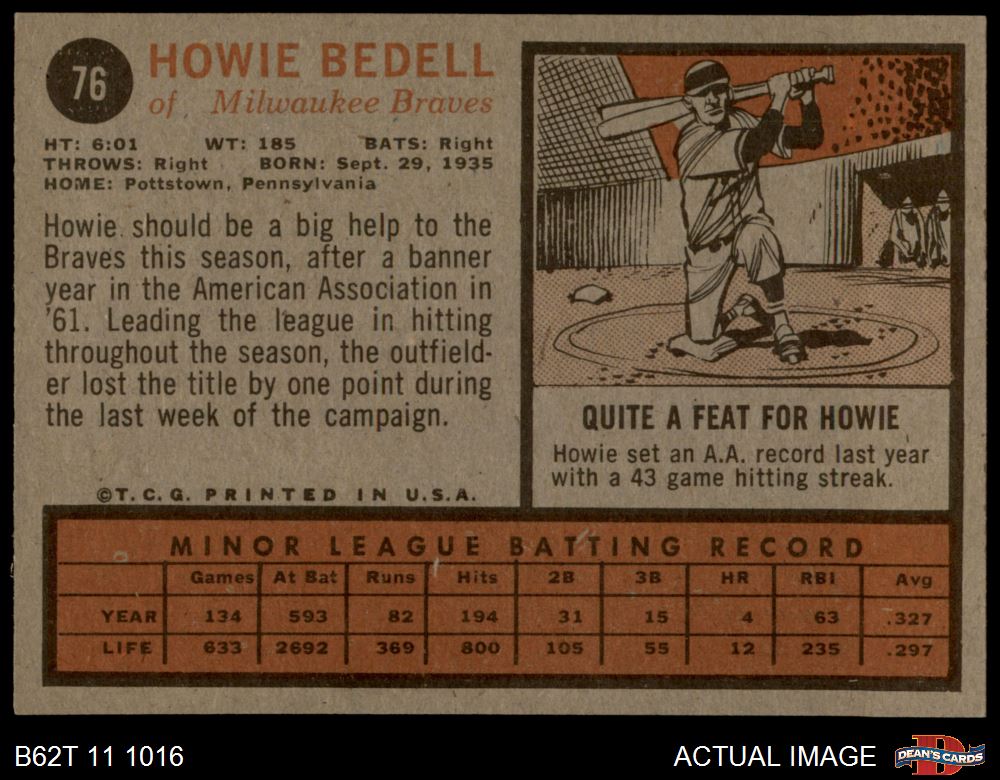 76
HOWIE BEDELL
of Milwaukee Braves
HT: 6:01 WT: 185 BATS: Right
THROWS: Right BORN: Sept. 29, 1935
HOME: Pottstown, Pennsylvania
Howie should be a big help to the
Braves this season, after a banner
year in the American Association in
'61. Leading the league in hitting
throughout the season, the outfield-
er lost the title by one point during
the last week of the campaign.
©T.C.G. PRINTED IN U.S.A.
QUITE A FEAT FOR HOWIE
Howie set an A.A. record last year
with a 43 game hitting streak.
MINOR LEAGUE BATTING RECORD
Games At Bat Runs Hits 2B 3B HR RBI Avg
YEAR 134 593 82 194 31 15 4 63 .327
LIFE 633 2692 369 800 105 55 12 235 .297
B62T 11 1016
ACTUAL IMAGE
D
DEAN'S CARDS